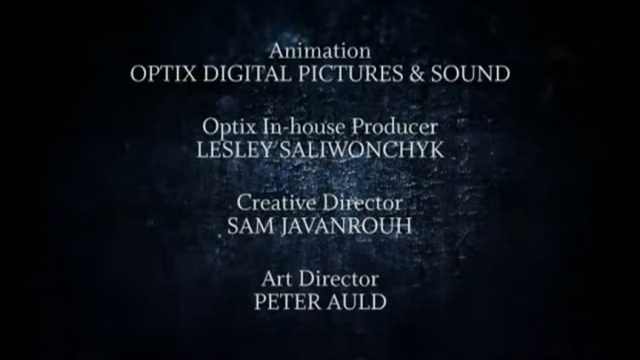 Animation
OPTIX DIGITAL PICTURES & SOUND
Optix In-house Producer
LESLEY SALIWONCHYK
Creative Director
SAM JAVANROUH
Art Director
PETER AULD